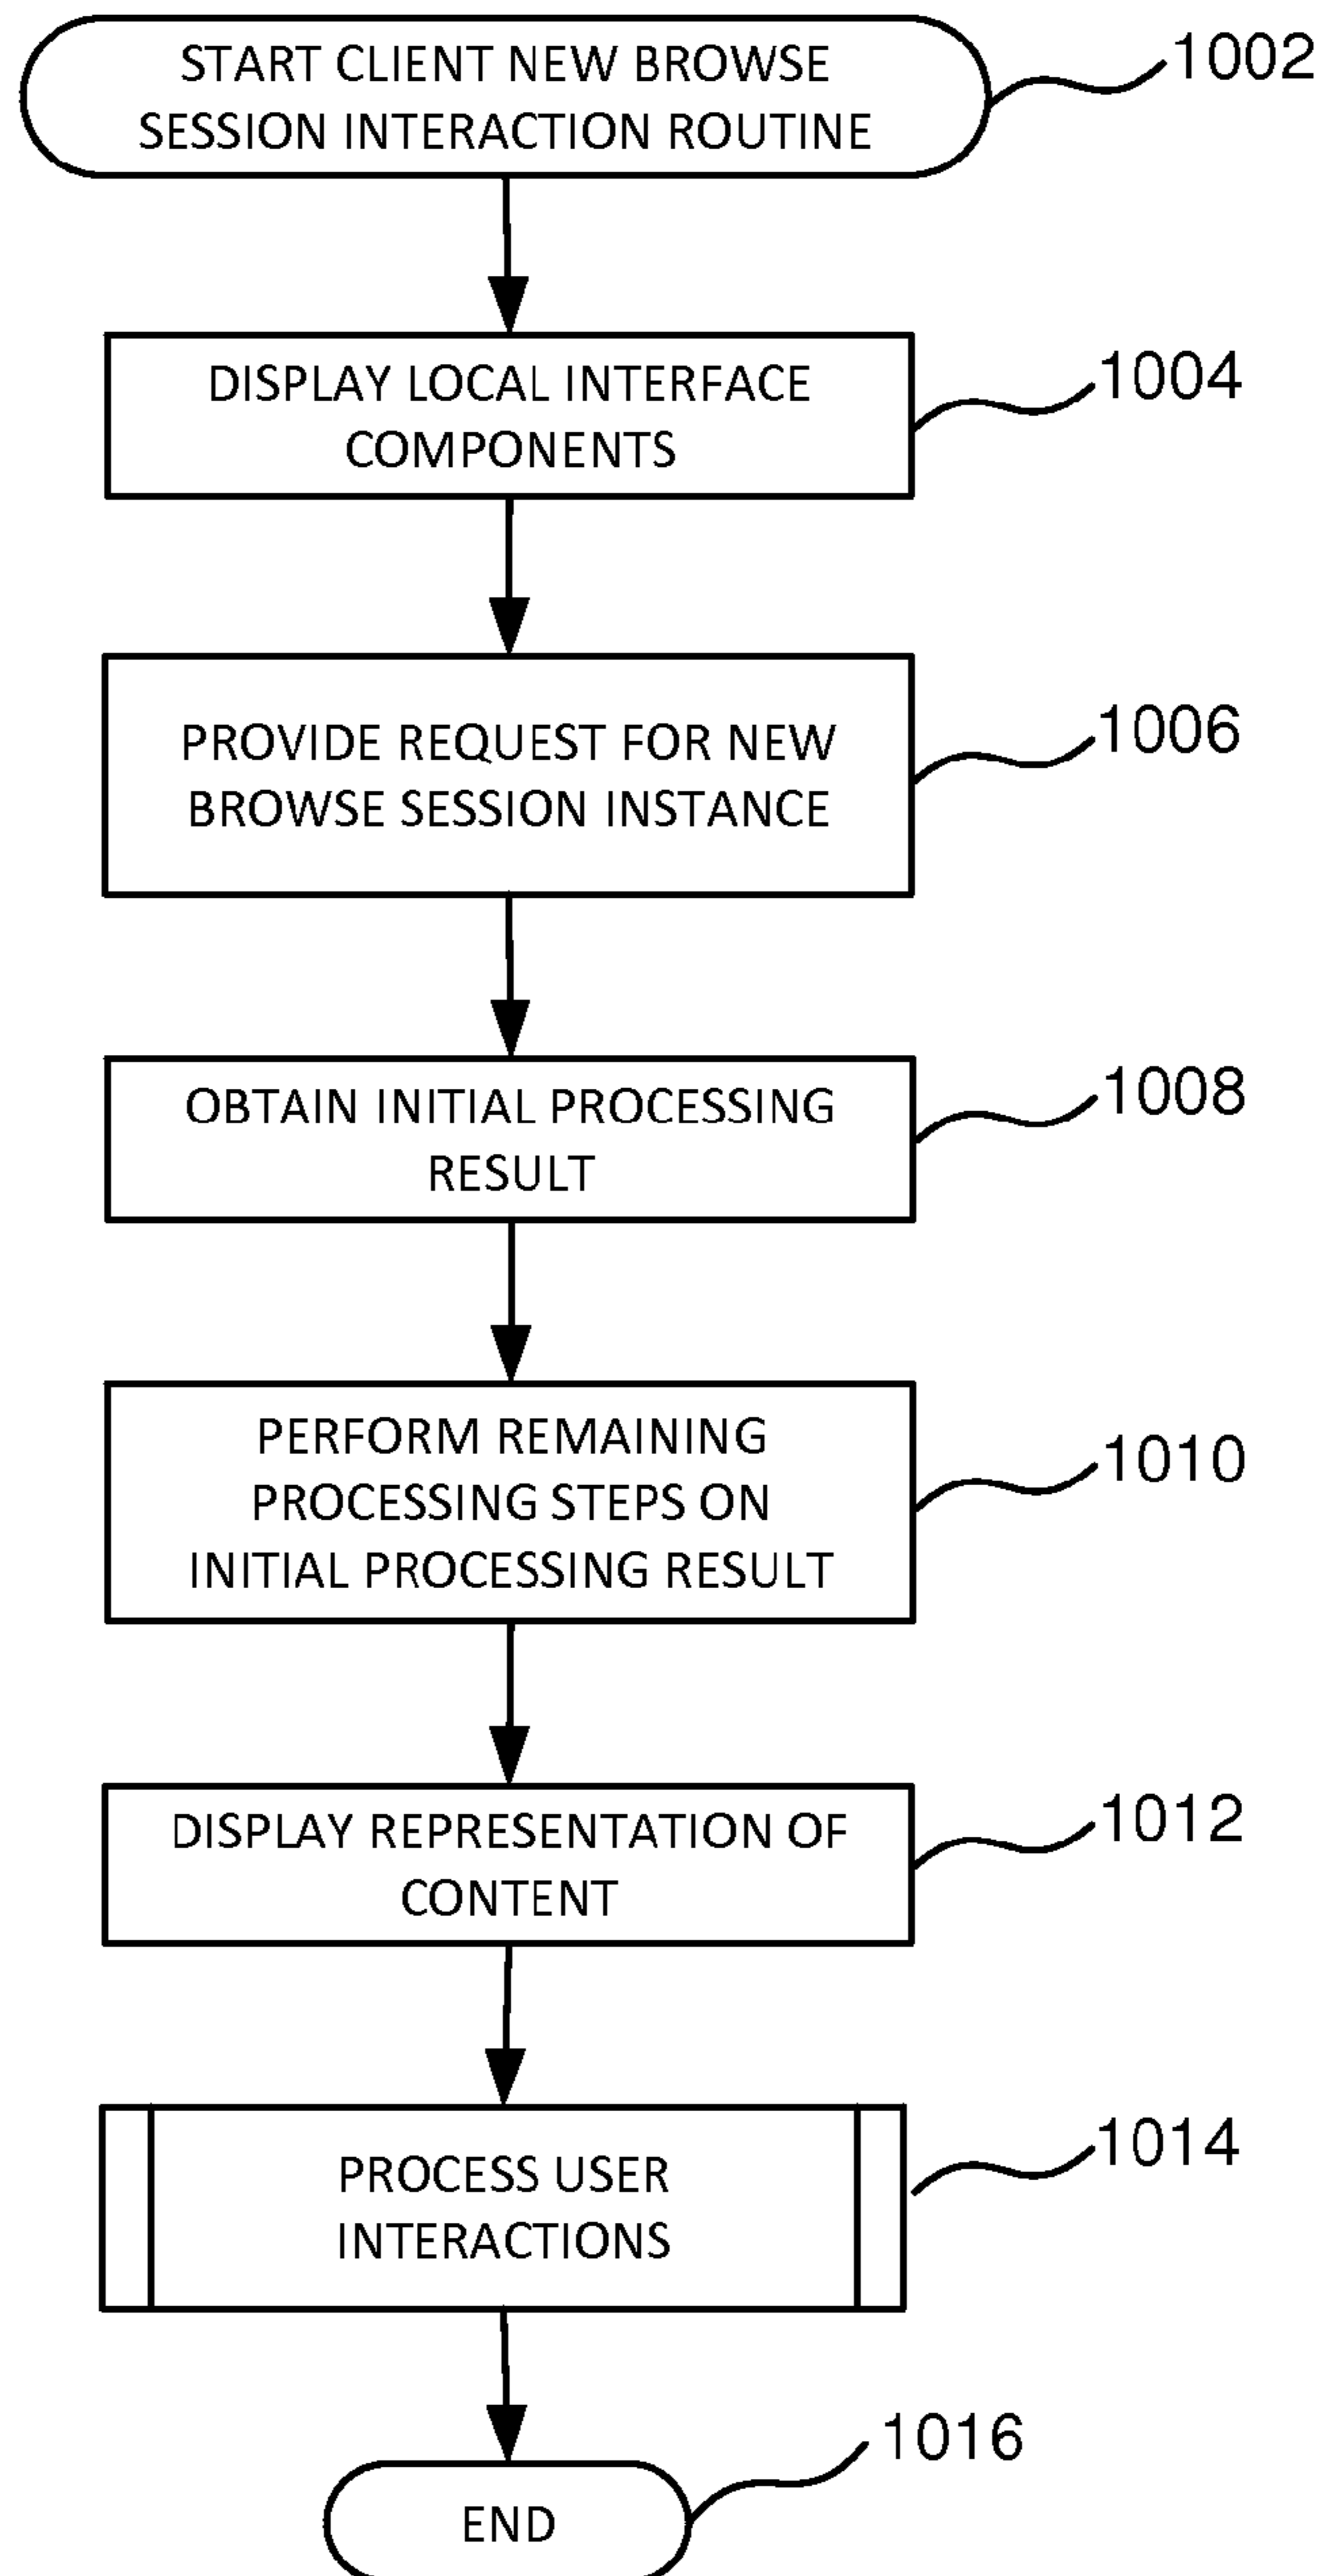 START CLIENT NEW BROWSE
SESSION INTERACTION ROUTINE
1002
DISPLAY LOCAL INTERFACE
COMPONENTS
1004
PROVIDE REQUEST FOR NEW
BROWSE SESSION INSTANCE
1006
OBTAIN INITIAL PROCESSING
RESULT
1008
PERFORM REMAINING
PROCESSING STEPS ON
INITIAL PROCESSING RESULT
1010
DISPLAY REPRESENTATION OF
CONTENT
1012
PROCESS USER
INTERACTIONS
1014
END
1016